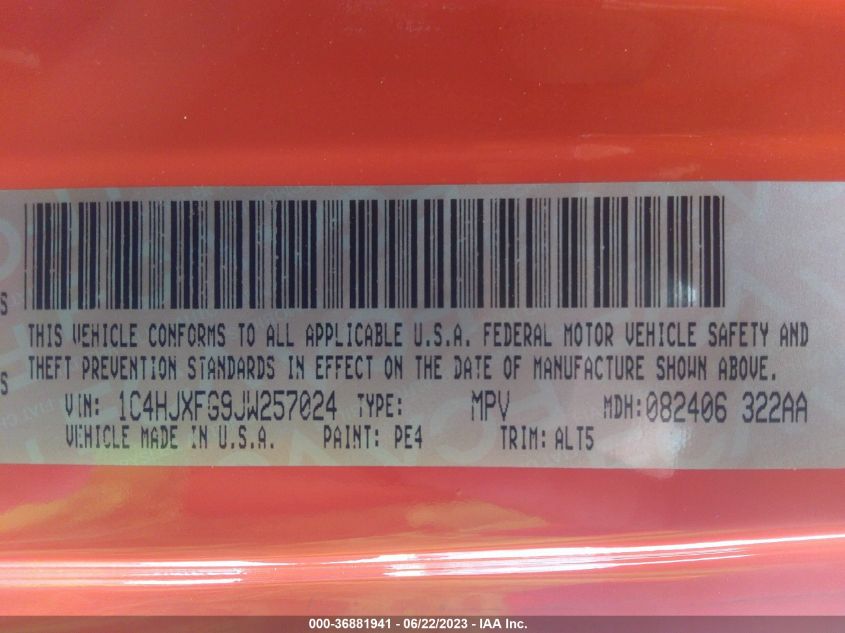 THIS VEHICLE CONFORMS TO ALL APPLICABLE U.S.A. FEDERAL MOTOR VEHICLE SAFETY AND
THEFT PREVENTION STANDARDS IN EFFECT ON THE DATE OF MANUFACTURE SHOWN ABOVE.
VIN: 1C4HJXFG9JW257024 TYPE: MPV MDH:082406 322AA
VEHICLE MADE IN U.S.A. PAINT: PE4 TRIM: ALT5
S
S
000-36881941 - 06/22/2023 - IAA Inc.